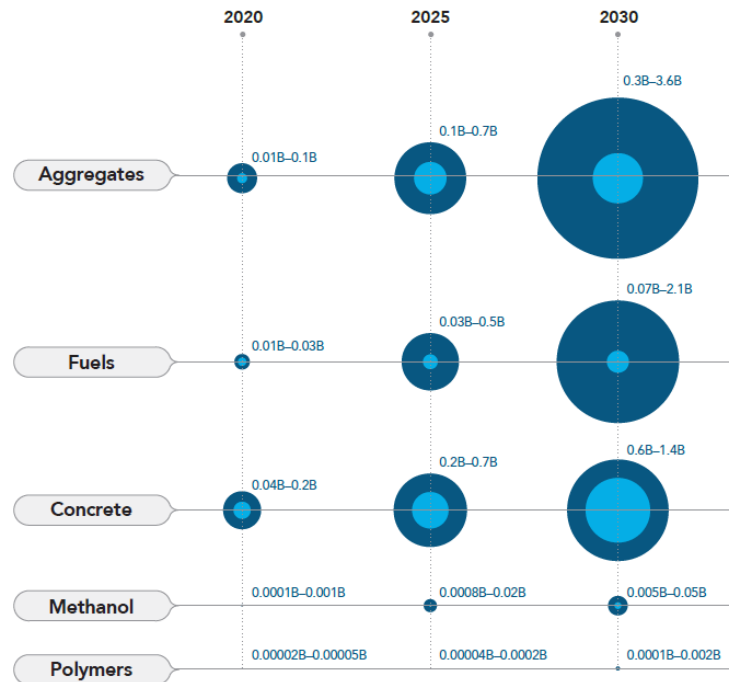 2020 2025 2030
0.3B–3.6B
0.1B–0.7B
0.01B–0.1B
Aggregates
0.07B–2.1B
0.03B–0.5B
0.01B–0.03B
Fuels
0.6B–1.4B
0.2B–0.7B
0.04B–0.2B
Concrete
0.0001B–0.001B 0.0008B–0.02B 0.005B–0.05B
Methanol
0.00002B–0.00005B 0.00004B–0.0002B 0.0001B–0.002B
Polymers